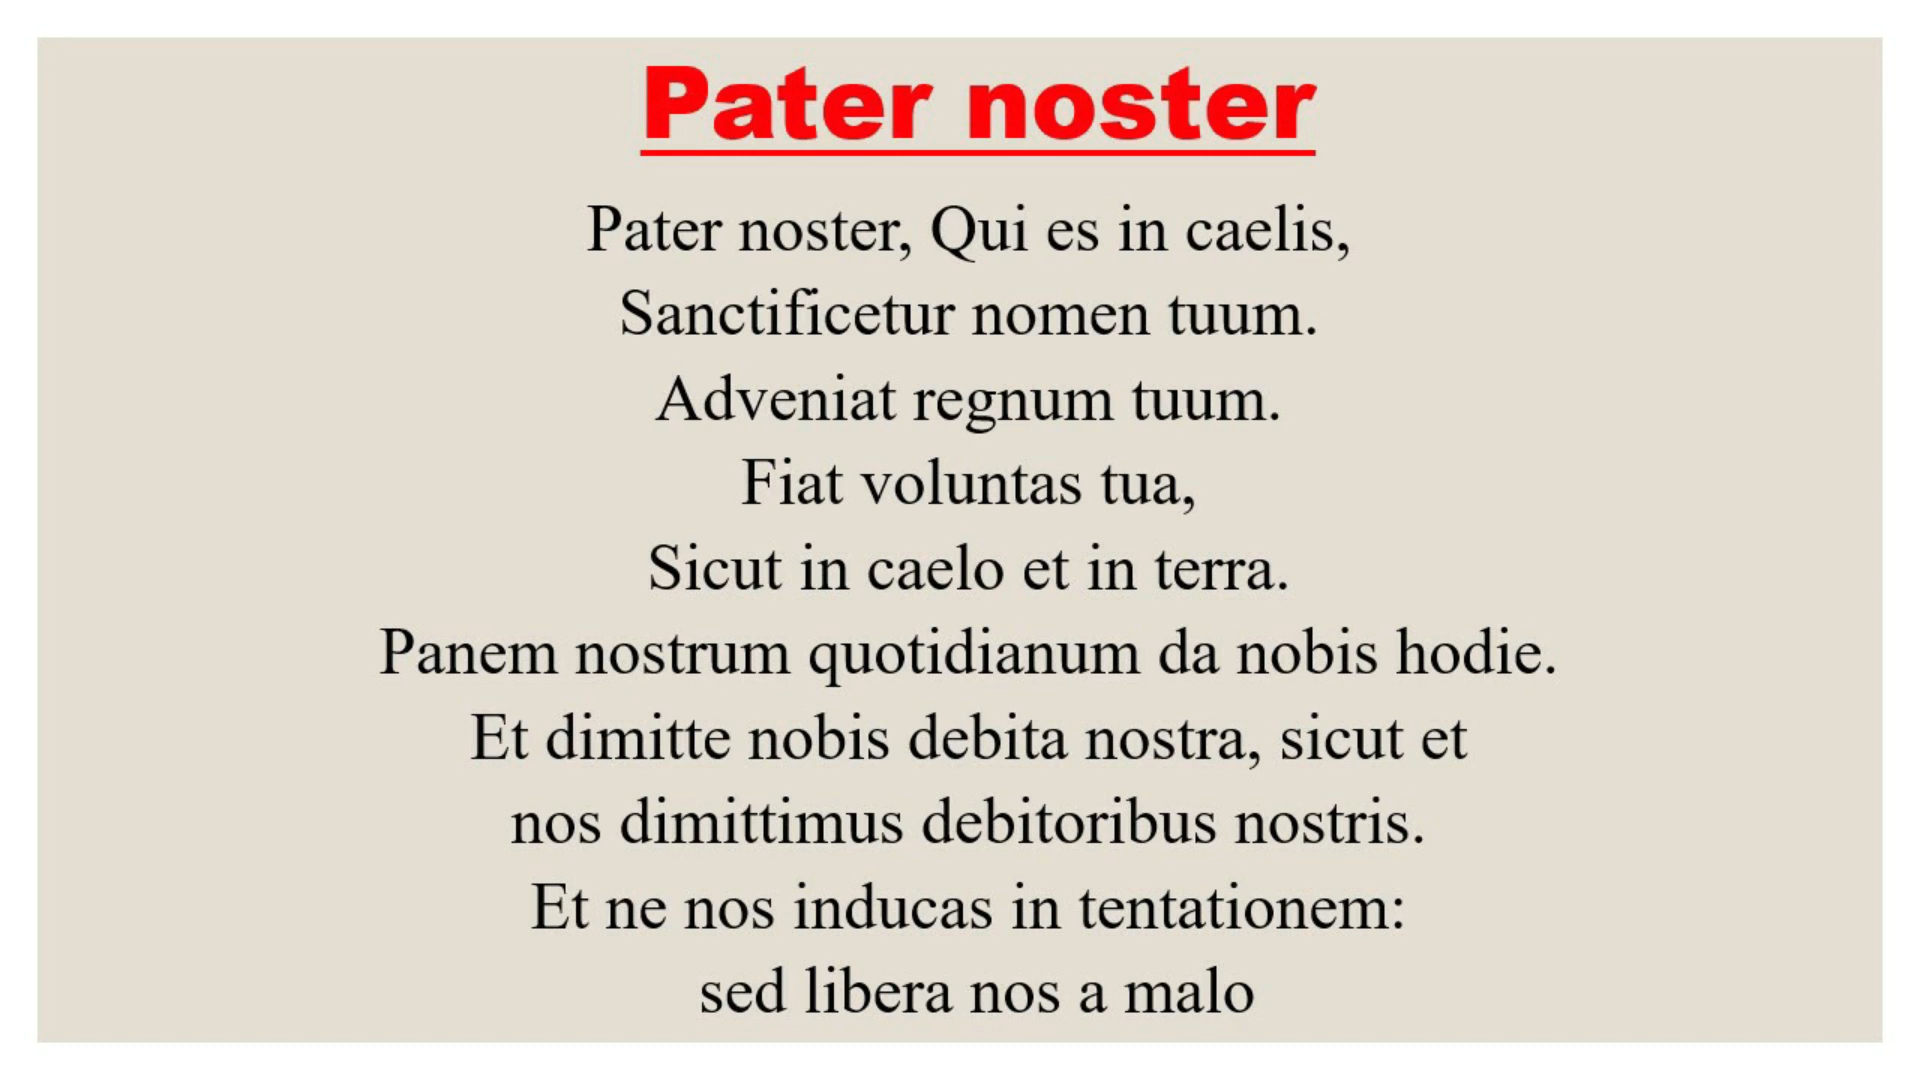 Pater noster
Pater noster, Qui es in caelis,
Sanctificetur nomen tuum.
Adveniat regnum tuum.
Fiat voluntas tua,
Sicut in caelo et in terra.
Panem nostrum quotidianum da nobis hodie.
Et dimitte nobis debita nostra, sicut et
nos dimittimus debitoribus nostris.
Et ne nos inducas in tentationem:
sed libera nos a malo